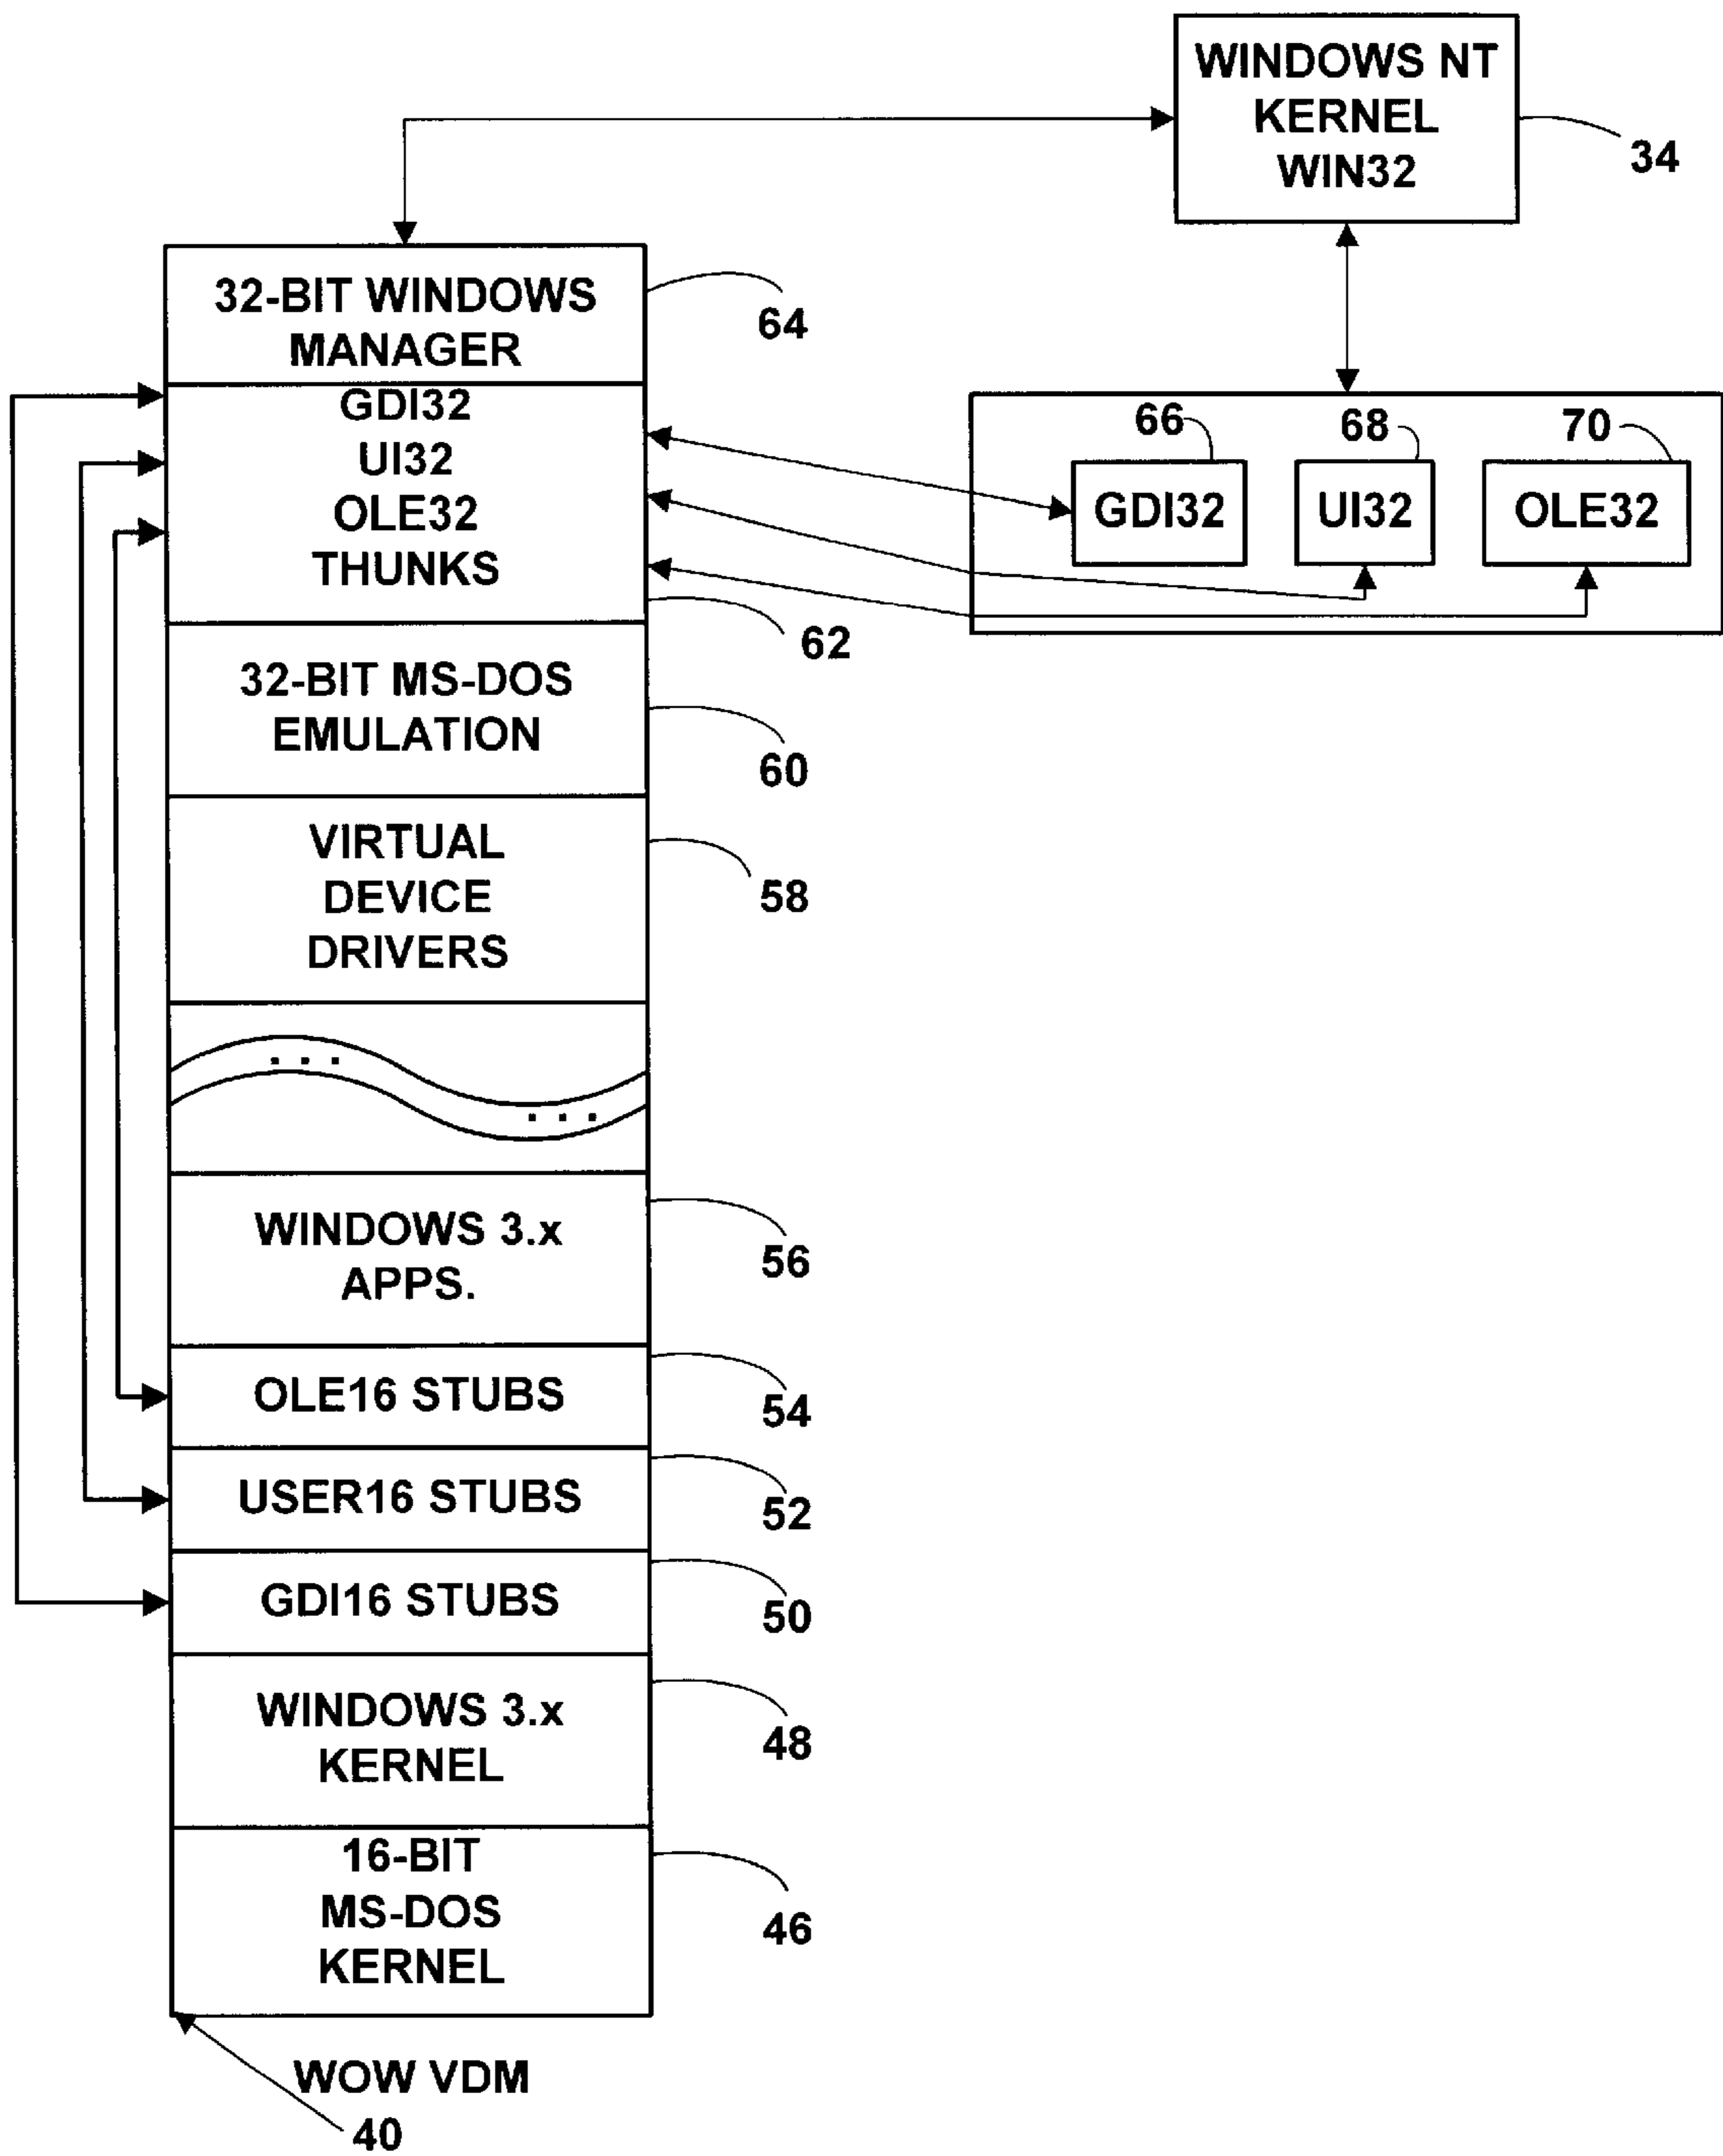 WINDOWS NT
KERNEL
WIN32
34
32-BIT WINDOWS
MANAGER
64
GDI32
UI32
OLE32
THUNKS
62
66
68
70
GDI32
UI32
OLE32
32-BIT MS-DOS
EMULATION
60
VIRTUAL
DEVICE
DRIVERS
58
. . .
. . .
WINDOWS 3.x
APPS.
56
OLE16 STUBS
54
USER16 STUBS
52
GDI16 STUBS
50
WINDOWS 3.x
KERNEL
48
16-BIT
MS-DOS
KERNEL
46
WOW VDM
40